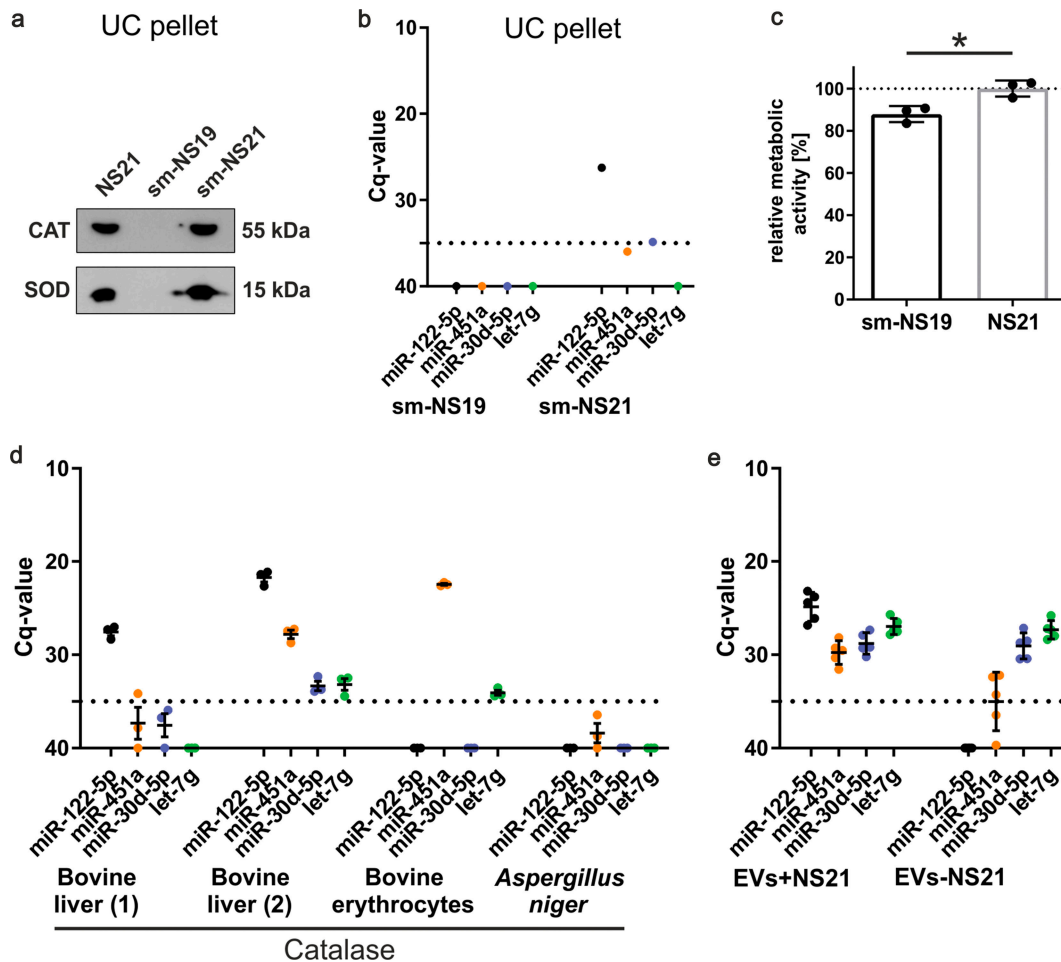 a
UC pellet
NS21
sm-NS19
sm-NS21
CAT
55 kDa
SOD
15 kDa
b
UC pellet
Cq-value
10
20
30
40
miR-122-5p
miR-451a
miR-30d-5p
let-7g
miR-122-5p
miR-451a
miR-30d-5p
let-7g
sm-NS19
sm-NS21
c
*
relative metabolic
activity [%]
100
80
60
40
20
0
sm-NS19
NS21
d
Cq-value
10
20
30
40
miR-122-5p
miR-451a
miR-30d-5p
let-7g
miR-122-5p
miR-451a
miR-30d-5p
let-7g
miR-122-5p
miR-451a
miR-30d-5p
let-7g
miR-122-5p
miR-451a
miR-30d-5p
let-7g
Bovine
liver (1)
Bovine
liver (2)
Bovine
erythrocytes
Aspergillus
niger
Catalase
e
Cq-value
10
20
30
40
miR-122-5p
miR-451a
miR-30d-5p
let-7g
miR-122-5p
miR-451a
miR-30d-5p
let-7g
EVs+NS21
EVs-NS21